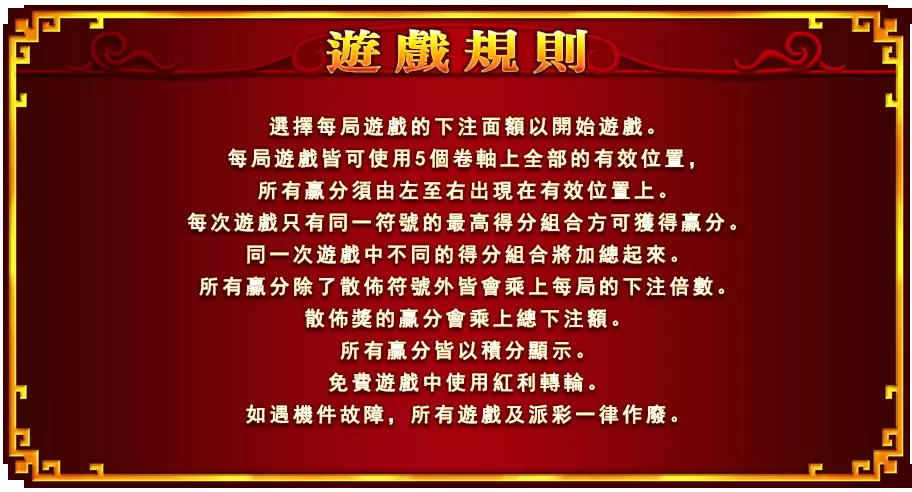 遊戲規則
選擇每局遊戲的下注面額以開始遊戲。
每局遊戲皆可使用5個卷軸上全部的有效位置，
所有贏分須由左至右出現在有效位置上。
每次遊戲只有同一符號的最高得分組合方可獲得贏分。
同一次遊戲中不同的得分組合將加總起來。
所有贏分除了散佈符號外皆會乘上每局的下注倍數。
散佈獎的贏分會乘上總下注額。
所有贏分皆以積分顯示。
免費遊戲中使用紅利轉輪。
如遇機件故障，所有遊戲及派彩一律作廢。